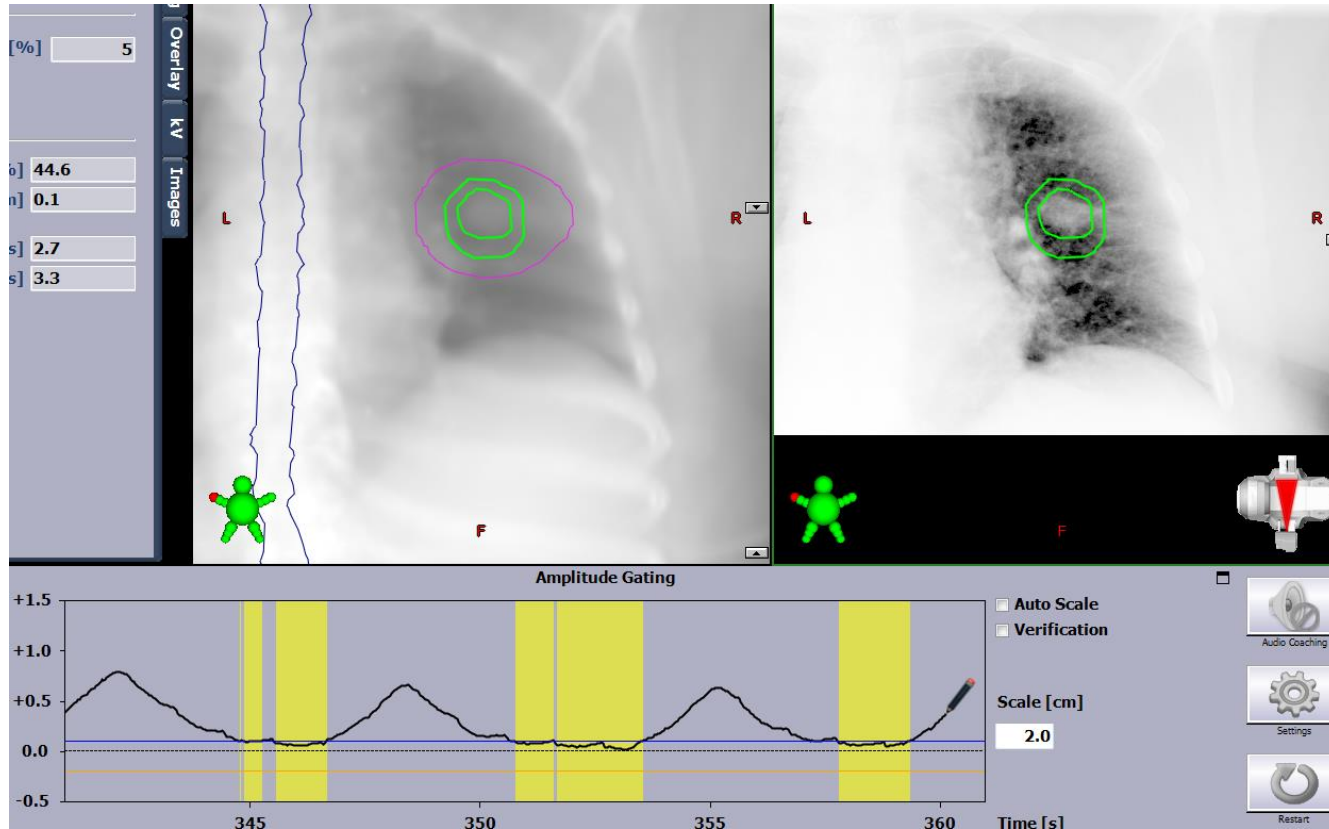 [%] 5
Overlay
kV
Images
%] 44.6
m] 0.1
s] 2.7
s] 3.3
L
R
F
L
R
F
Amplitude Gating
+1.5
+1.0
+0.5
0.0
-0.5
345
350
355
360
Time [s]
Auto Scale
Verification
Scale [cm]
2.0
Audio Coaching
Settings
Restart